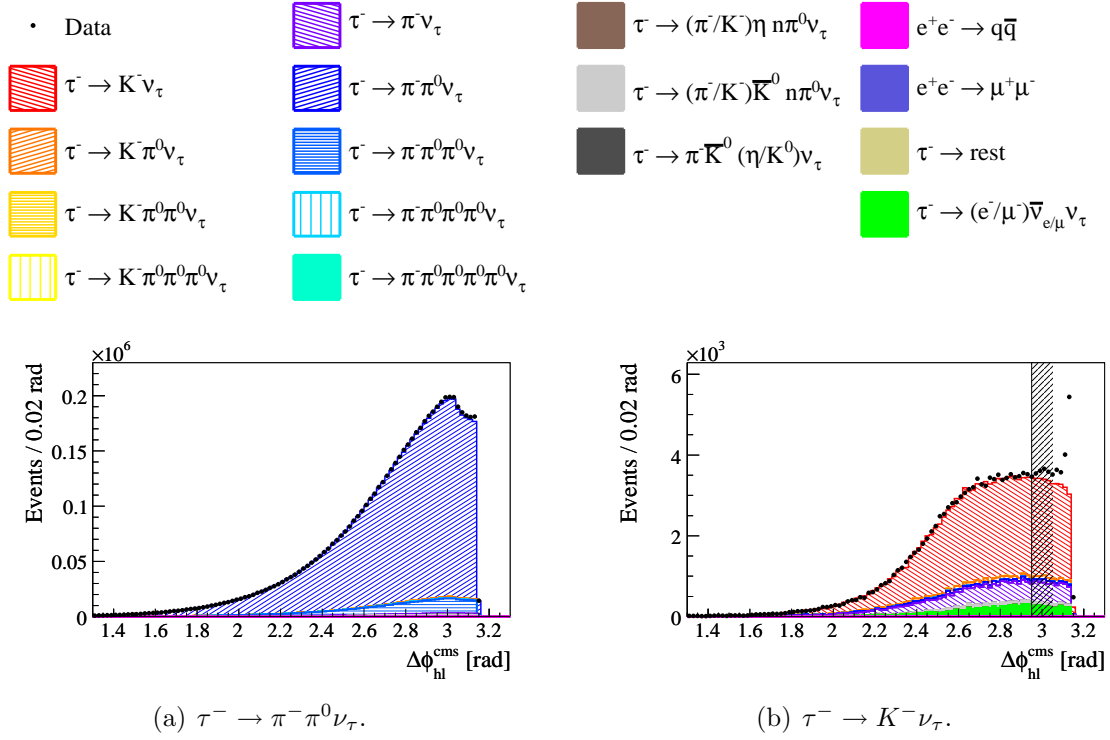 Data
τ⁻ → K⁻ν_τ
τ⁻ → K⁻π⁰ν_τ
τ⁻ → K⁻π⁰π⁰ν_τ
τ⁻ → K⁻π⁰π⁰π⁰ν_τ
τ⁻ → π⁻ν_τ
τ⁻ → π⁻π⁰ν_τ
τ⁻ → π⁻π⁰π⁰ν_τ
τ⁻ → π⁻π⁰π⁰π⁰ν_τ
τ⁻ → π⁻π⁰π⁰π⁰π⁰ν_τ
τ⁻ → (π⁻/K⁻)η nπ⁰ν_τ
τ⁻ → (π⁻/K⁻)K̅⁰ nπ⁰ν_τ
τ⁻ → π⁻K̅⁰ (η/K⁰)ν_τ
e⁺e⁻ → qq̅
e⁺e⁻ → μ⁺μ⁻
τ⁻ → rest
τ⁻ → (e⁻/μ⁻)ν̅_{e/μ} ν_τ
×10⁶
Events / 0.02 rad
0.2
0.15
0.1
0.05
0
1.4 1.6 1.8 2 2.2 2.4 2.6 2.8 3 3.2
Δϕ_hl^cms [rad]
(a) τ⁻ → π⁻π⁰ν_τ.
×10³
Events / 0.02 rad
6
4
2
0
1.4 1.6 1.8 2 2.2 2.4 2.6 2.8 3 3.2
Δϕ_hl^cms [rad]
(b) τ⁻ → K⁻ν_τ.